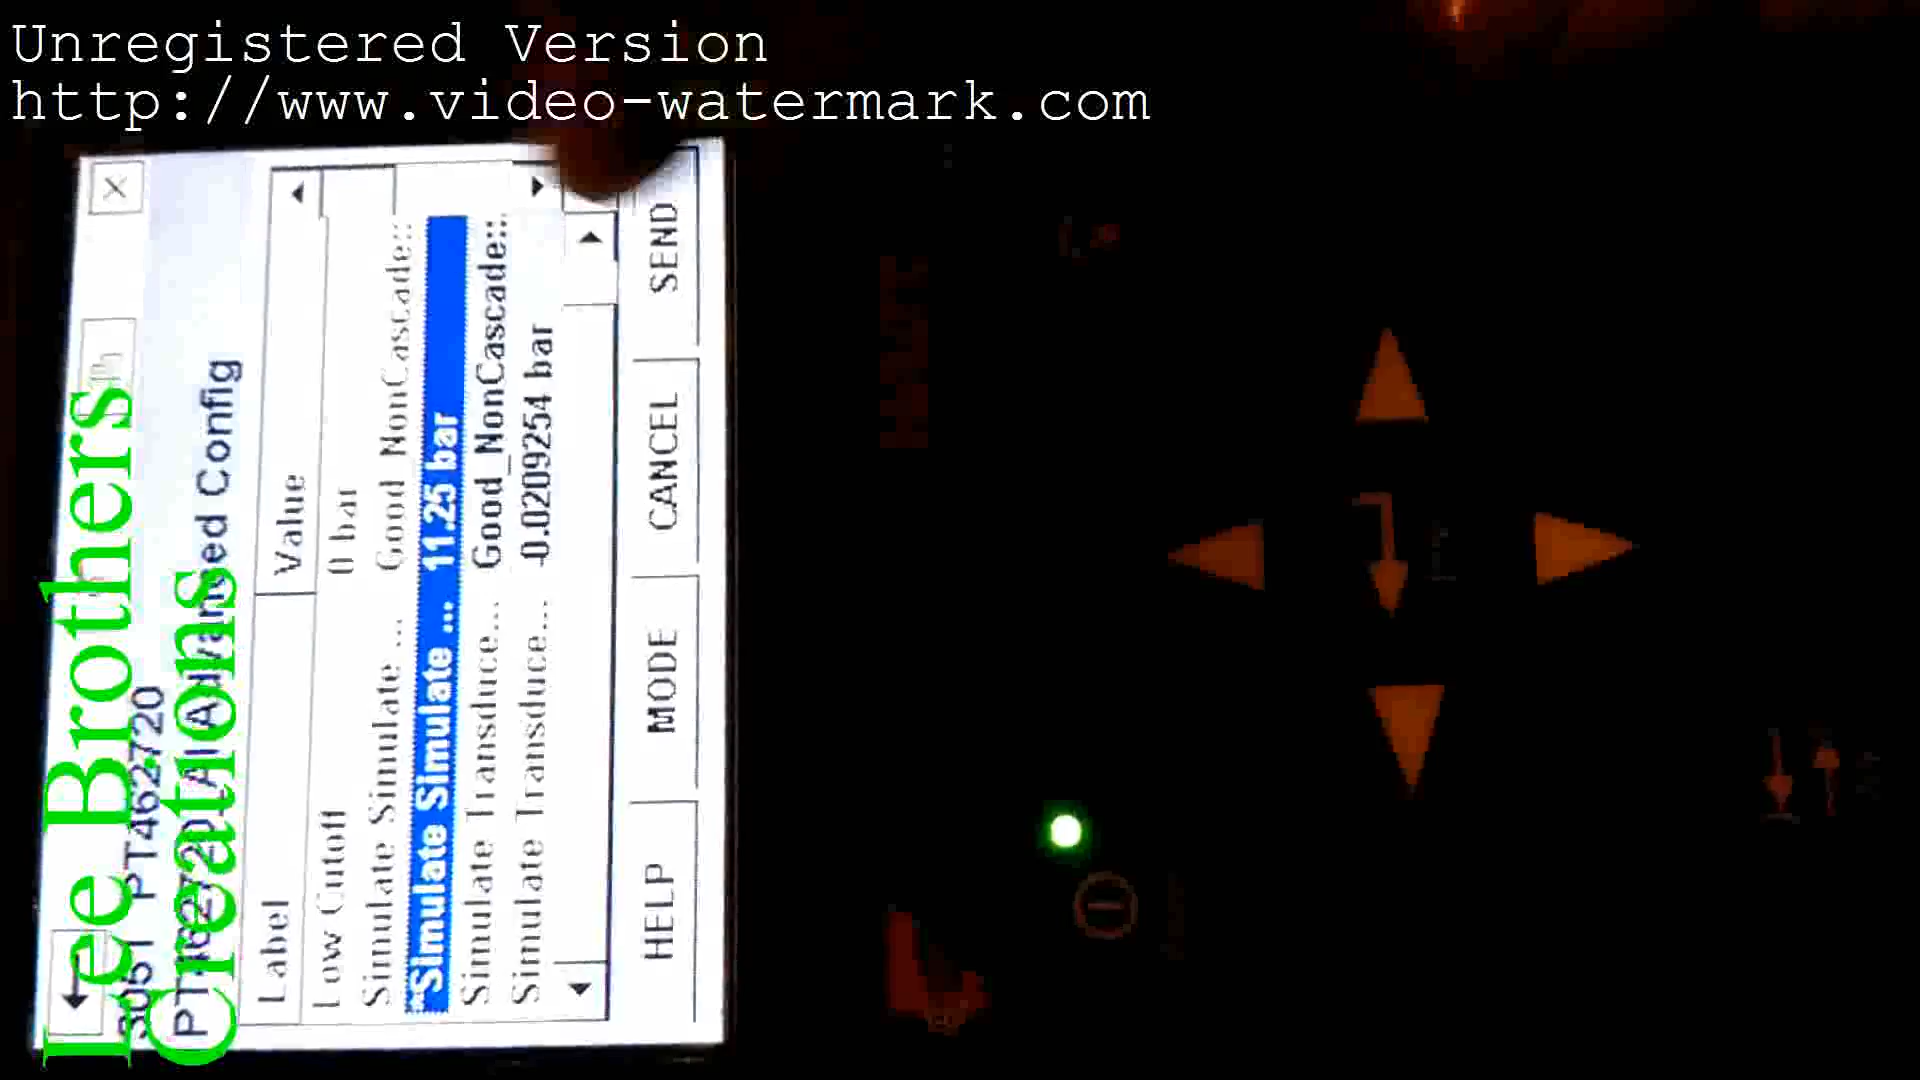 Unregistered Version
http://www.video-watermark.com
Lee Brothers
Creations
3051 PT462720
Advanced Config
Label Value
Low Cutoff 0 bar
Simulate Simulate ... Good_NonCascade::
*Simulate Simulate ... 11.25 bar
Simulate Transduce... Good_NonCascade::
Simulate Transduce... -0.0209254 bar
HELP MODE CANCEL SEND